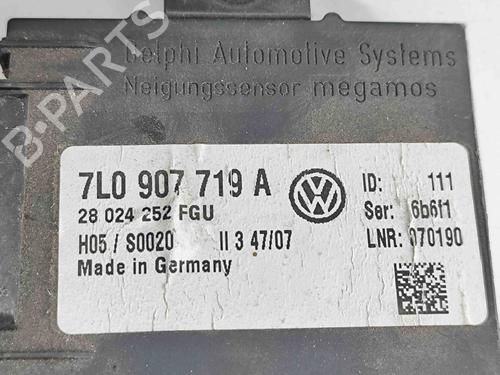 Delphi Automotive Systems
Neigungssensor megamos
B-PARTS
7L0 907 719 A
28 024 252 FGU
H05 / S0020 II 3 47/07
Made in Germany
ID: 111
Ser: 6b6f1
LNR: 070190